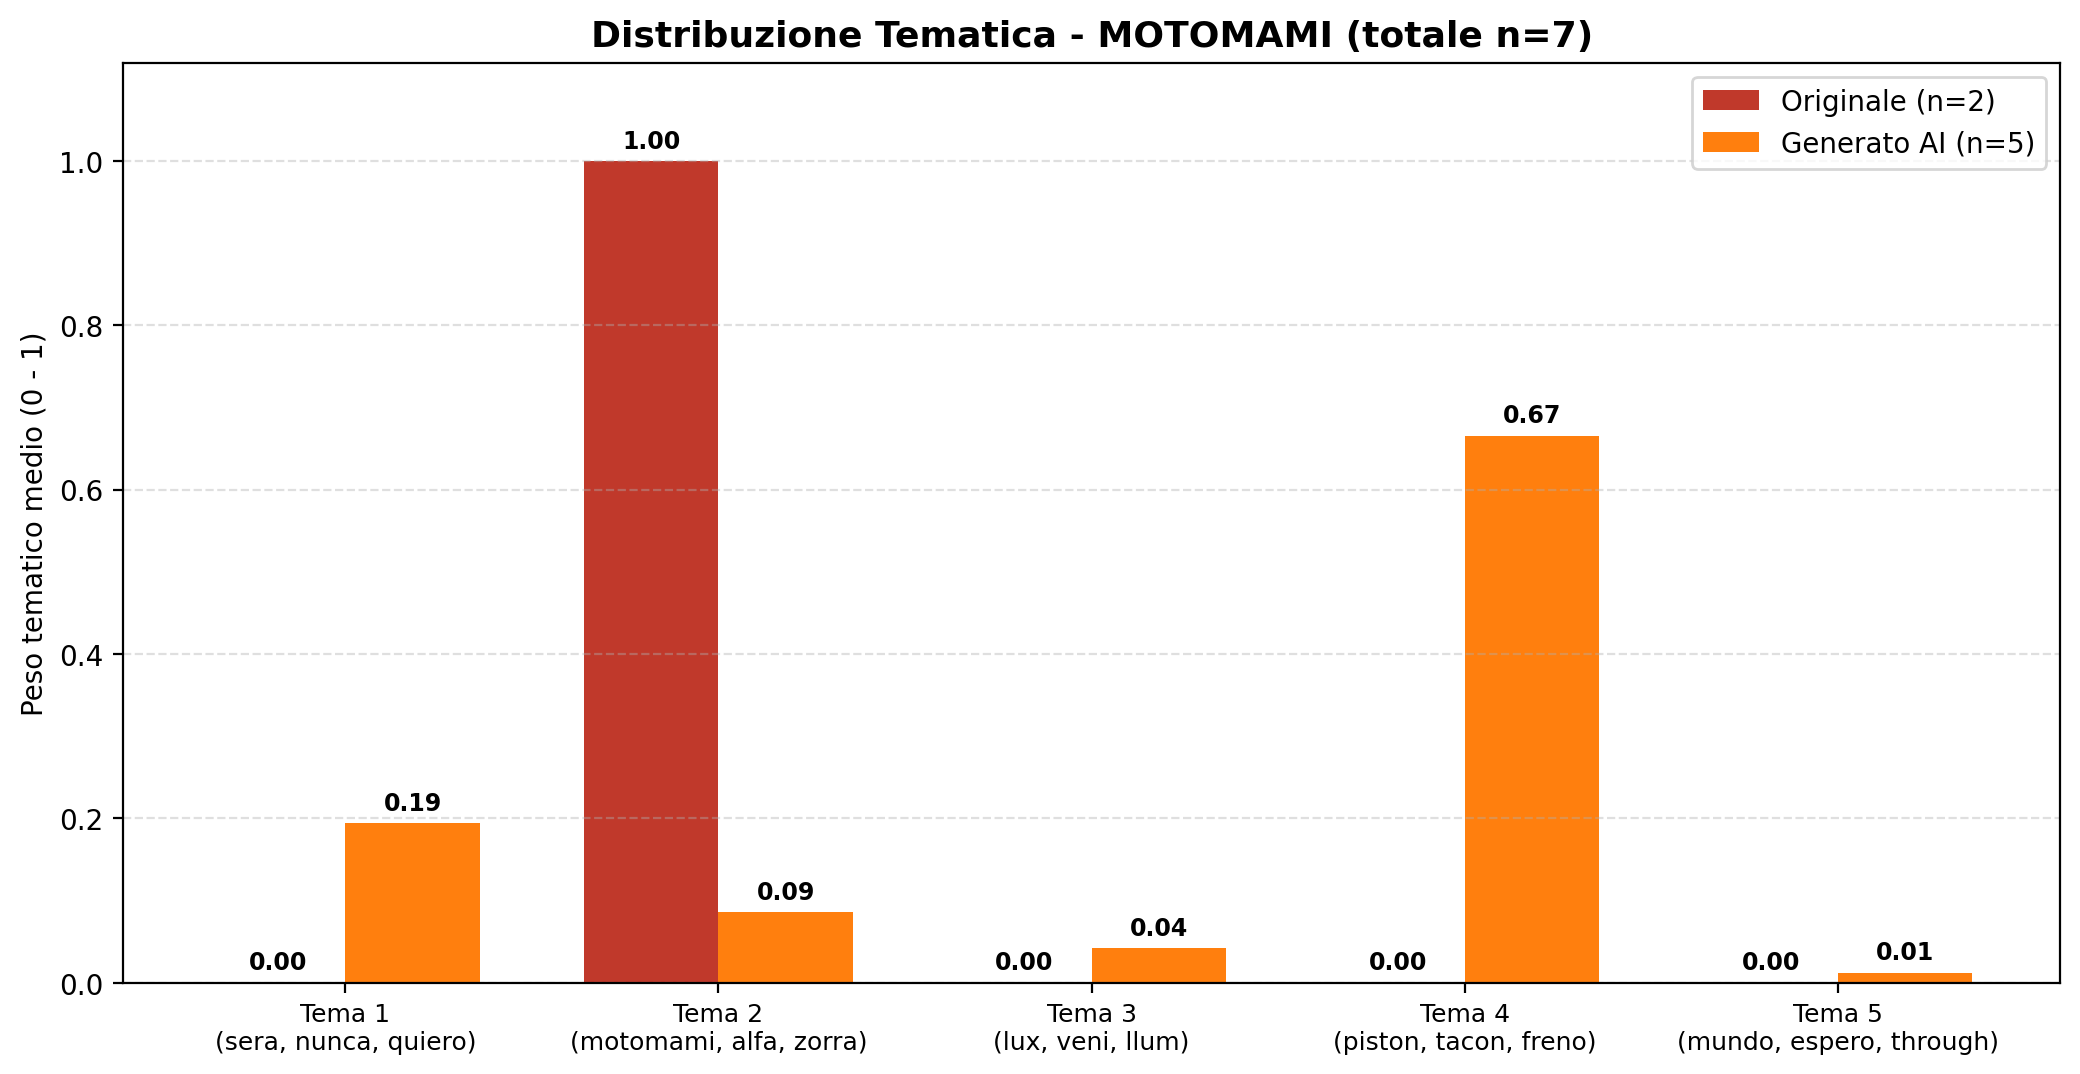 Distribuzione Tematica - MOTOMAMI (totale n=7)
Originale (n=2)
Generato AI (n=5)
Peso tematico medio (0 - 1)
1.0
0.8
0.6
0.4
0.2
0.0
0.00
0.19
1.00
0.09
0.00
0.04
0.00
0.67
0.00
0.01
Tema 1
(sera, nunca, quiero)
Tema 2
(motomami, alfa, zorra)
Tema 3
(lux, veni, llum)
Tema 4
(piston, tacon, freno)
Tema 5
(mundo, espero, through)